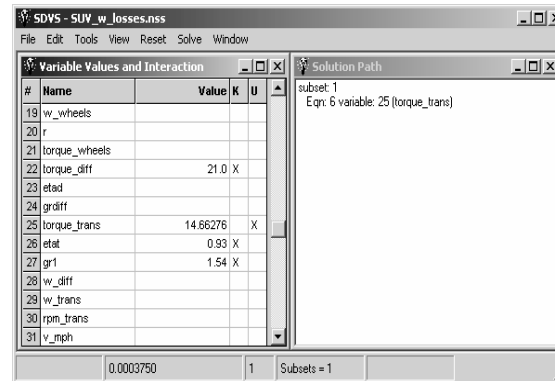 SDVS - SUV_w_losses.nss
File Edit Tools View Reset Solve Window
Variable Values and Interaction
# Name Value K U
19 w_wheels
20 r
21 torque_wheels
22 torque_diff 21.0 X
23 etad
24 grdiff
25 torque_trans 14.66276 X
26 etat 0.93 X
27 gr1 1.54 X
28 w_diff
29 w_trans
30 rpm_trans
31 v_mph
Solution Path
subset: 1
Eqn: 6 variable: 25 (torque_trans)
0.0003750 1 Subsets = 1